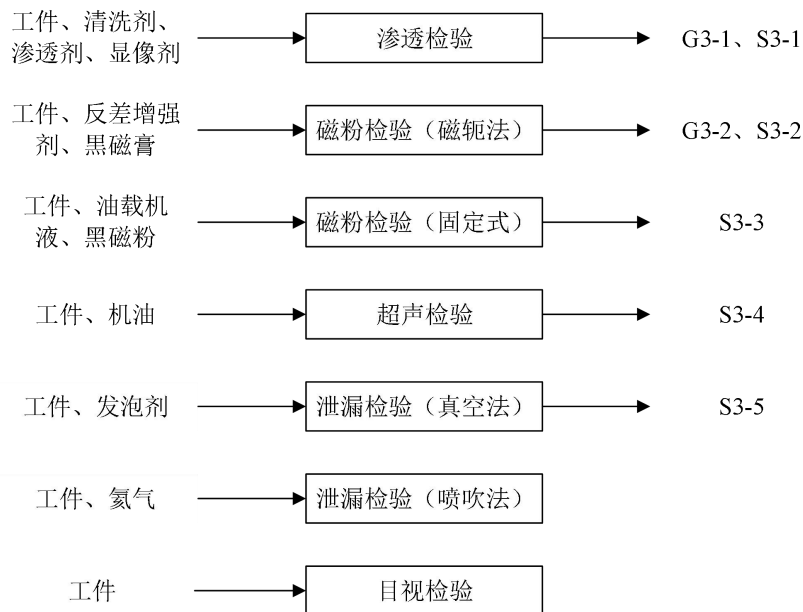 工件、清洗剂、
渗透剂、显像剂
渗透检验
G3-1、S3-1
工件、反差增强
剂、黑磁膏
磁粉检验（磁轭法）
G3-2、S3-2
工件、油载机
液、黑磁粉
磁粉检验（固定式）
S3-3
工件、机油
超声检验
S3-4
工件、发泡剂
泄漏检验（真空法）
S3-5
工件、氦气
泄漏检验（喷吹法）
工件
目视检验